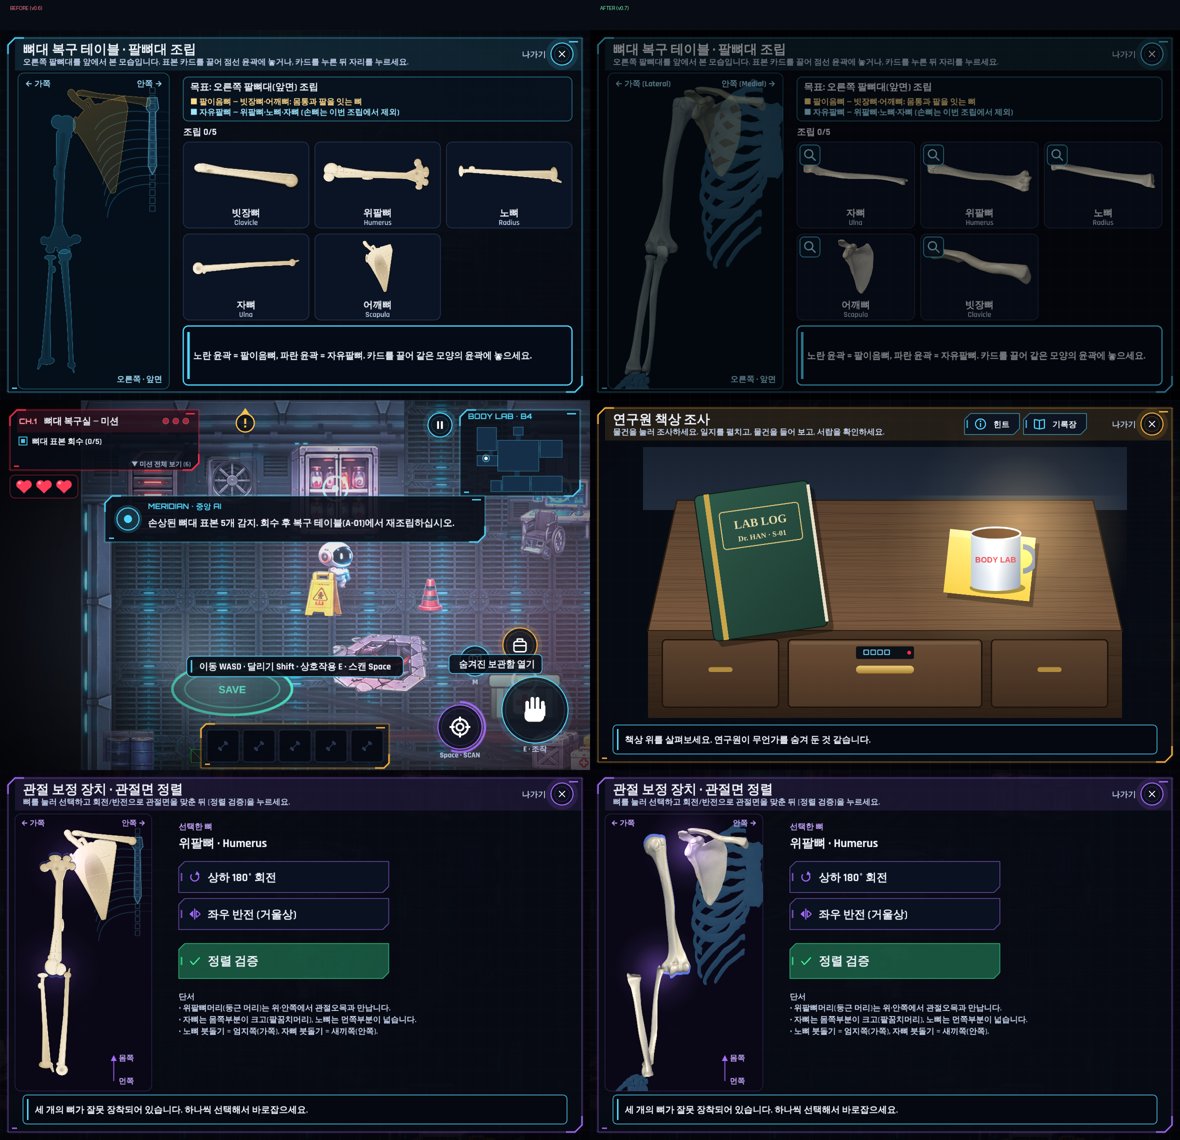 BEFORE (v0.6)
AFTER (v0.7)
뼈대 복구 테이블 · 팔뼈대 조립
오른쪽 팔뼈대를 앞에서 본 모습입니다. 표본 카드를 끌어 점선 윤곽에 놓거나, 카드를 누른 뒤 자리를 누르세요.
나가기
← 가쪽
안쪽 →
목표: 오른쪽 팔뼈대(앞면) 조립
■ 팔이음뼈 – 빗장뼈·어깨뼈: 몸통과 팔을 잇는 뼈
■ 자유팔뼈 – 위팔뼈·노뼈·자뼈 (손뼈는 이번 조립에서 제외)
조립 0/5
빗장뼈
Clavicle
위팔뼈
Humerus
노뼈
Radius
자뼈
Ulna
어깨뼈
Scapula
노란 윤곽 = 팔이음뼈, 파란 윤곽 = 자유팔뼈. 카드를 끌어 같은 모양의 윤곽에 놓으세요.
오른쪽 · 앞면
뼈대 복구 테이블 · 팔뼈대 조립
오른쪽 팔뼈대를 앞에서 본 모습입니다. 표본 카드를 끌어 점선 윤곽에 놓거나, 카드를 누른 뒤 자리를 누르세요.
나가기
← 가쪽 (Lateral)
안쪽 (Medial) →
목표: 오른쪽 팔뼈대(앞면) 조립
■ 팔이음뼈 – 빗장뼈·어깨뼈: 몸통과 팔을 잇는 뼈
■ 자유팔뼈 – 위팔뼈·노뼈·자뼈 (손뼈는 이번 조립에서 제외)
조립 0/5
자뼈
Ulna
위팔뼈
Humerus
노뼈
Radius
어깨뼈
Scapula
빗장뼈
Clavicle
노란 윤곽 = 팔이음뼈, 파란 윤곽 = 자유팔뼈. 카드를 끌어 같은 모양의 윤곽에 놓으세요.
오른쪽 · 앞면
CH.1 뼈대 복구실 – 미션
뼈대 표본 회수 (0/5)
▼ 미션 전체 보기 (6)
BODY LAB · B4
MERIDIAN · 중앙 AI
손상된 뼈대 표본 5개 감지. 회수 후 복구 테이블(A-01)에서 재조립하십시오.
이동 WASD · 달리기 Shift · 상호작용 E · 스캔 Space
숨겨진 보관함 열기
M
SAVE
Space · SCAN
E · 조작
연구원 책상 조사
물건을 눌러 조사하세요. 일지를 펼치고, 물건을 들어 보고, 서랍을 확인하세요.
힌트
기록장
나가기
LAB LOG
Dr. HAN · S-01
BODY LAB
책상 위를 살펴보세요. 연구원이 무언가를 숨겨 둔 것 같습니다.
관절 보정 장치 · 관절면 정렬
뼈를 눌러 선택하고 회전/반전으로 관절면을 맞춘 뒤 [정렬 검증]을 누르세요.
나가기
← 가쪽
안쪽 →
선택한 뼈
위팔뼈 · Humerus
상하 180° 회전
좌우 반전 (거울상)
정렬 검증
단서
· 위팔뼈머리(둥근 머리)는 위·안쪽에서 관절오목과 만납니다.
· 자뼈는 몸쪽부분이 크고(팔꿈치머리), 노뼈는 먼쪽부분이 넓습니다.
· 노뼈 붓돌기 = 엄지쪽(가쪽), 자뼈 붓돌기 = 새끼쪽(안쪽).
몸쪽
먼쪽
세 개의 뼈가 잘못 장착되어 있습니다. 하나씩 선택해서 바로잡으세요.
관절 보정 장치 · 관절면 정렬
뼈를 눌러 선택하고 회전/반전으로 관절면을 맞춘 뒤 [정렬 검증]을 누르세요.
나가기
← 가쪽
안쪽 →
선택한 뼈
위팔뼈 · Humerus
상하 180° 회전
좌우 반전 (거울상)
정렬 검증
단서
· 위팔뼈머리(둥근 머리)는 위·안쪽에서 관절오목과 만납니다.
· 자뼈는 몸쪽부분이 크고(팔꿈치머리), 노뼈는 먼쪽부분이 넓습니다.
· 노뼈 붓돌기 = 엄지쪽(가쪽), 자뼈 붓돌기 = 새끼쪽(안쪽).
몸쪽
먼쪽
세 개의 뼈가 잘못 장착되어 있습니다. 하나씩 선택해서 바로잡으세요.